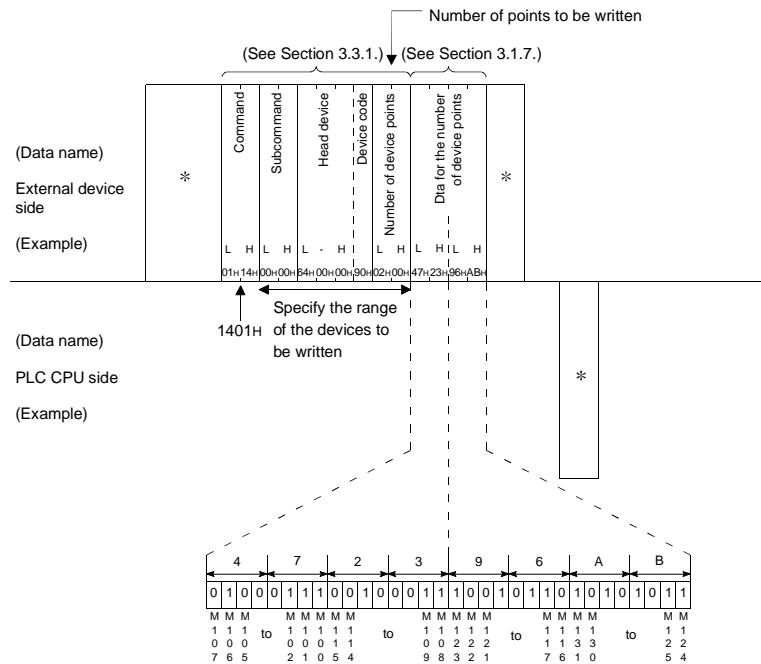 Number of points to be written
(See Section 3.3.1.) (See Section 3.1.7.)
Command
Subcommand
Head device
Device code
Number of device points
Dta for the number of device points
(Data name)
External device side
(Example)
*
*
L H L H L - H L H L H L H
01H 14H 00H 00H 64H 00H 00H 90H 02H 00H 47H 23H 96H ABH
1401H
Specify the range of the devices to be written
(Data name)
PLC CPU side
(Example)
*
4 7 2 3 9 6 A B
0 1 0 0 0 1 1 1 0 0 1 0 0 0 1 1 1 0 0 1 0 1 1 0 1 0 1 0 1 0 1 1
M107 M106 M105 to M102 M101 M100 M115 M114 to M109 M108 M123 M122 M121 to M117 M116 M131 M130 to M125 M124